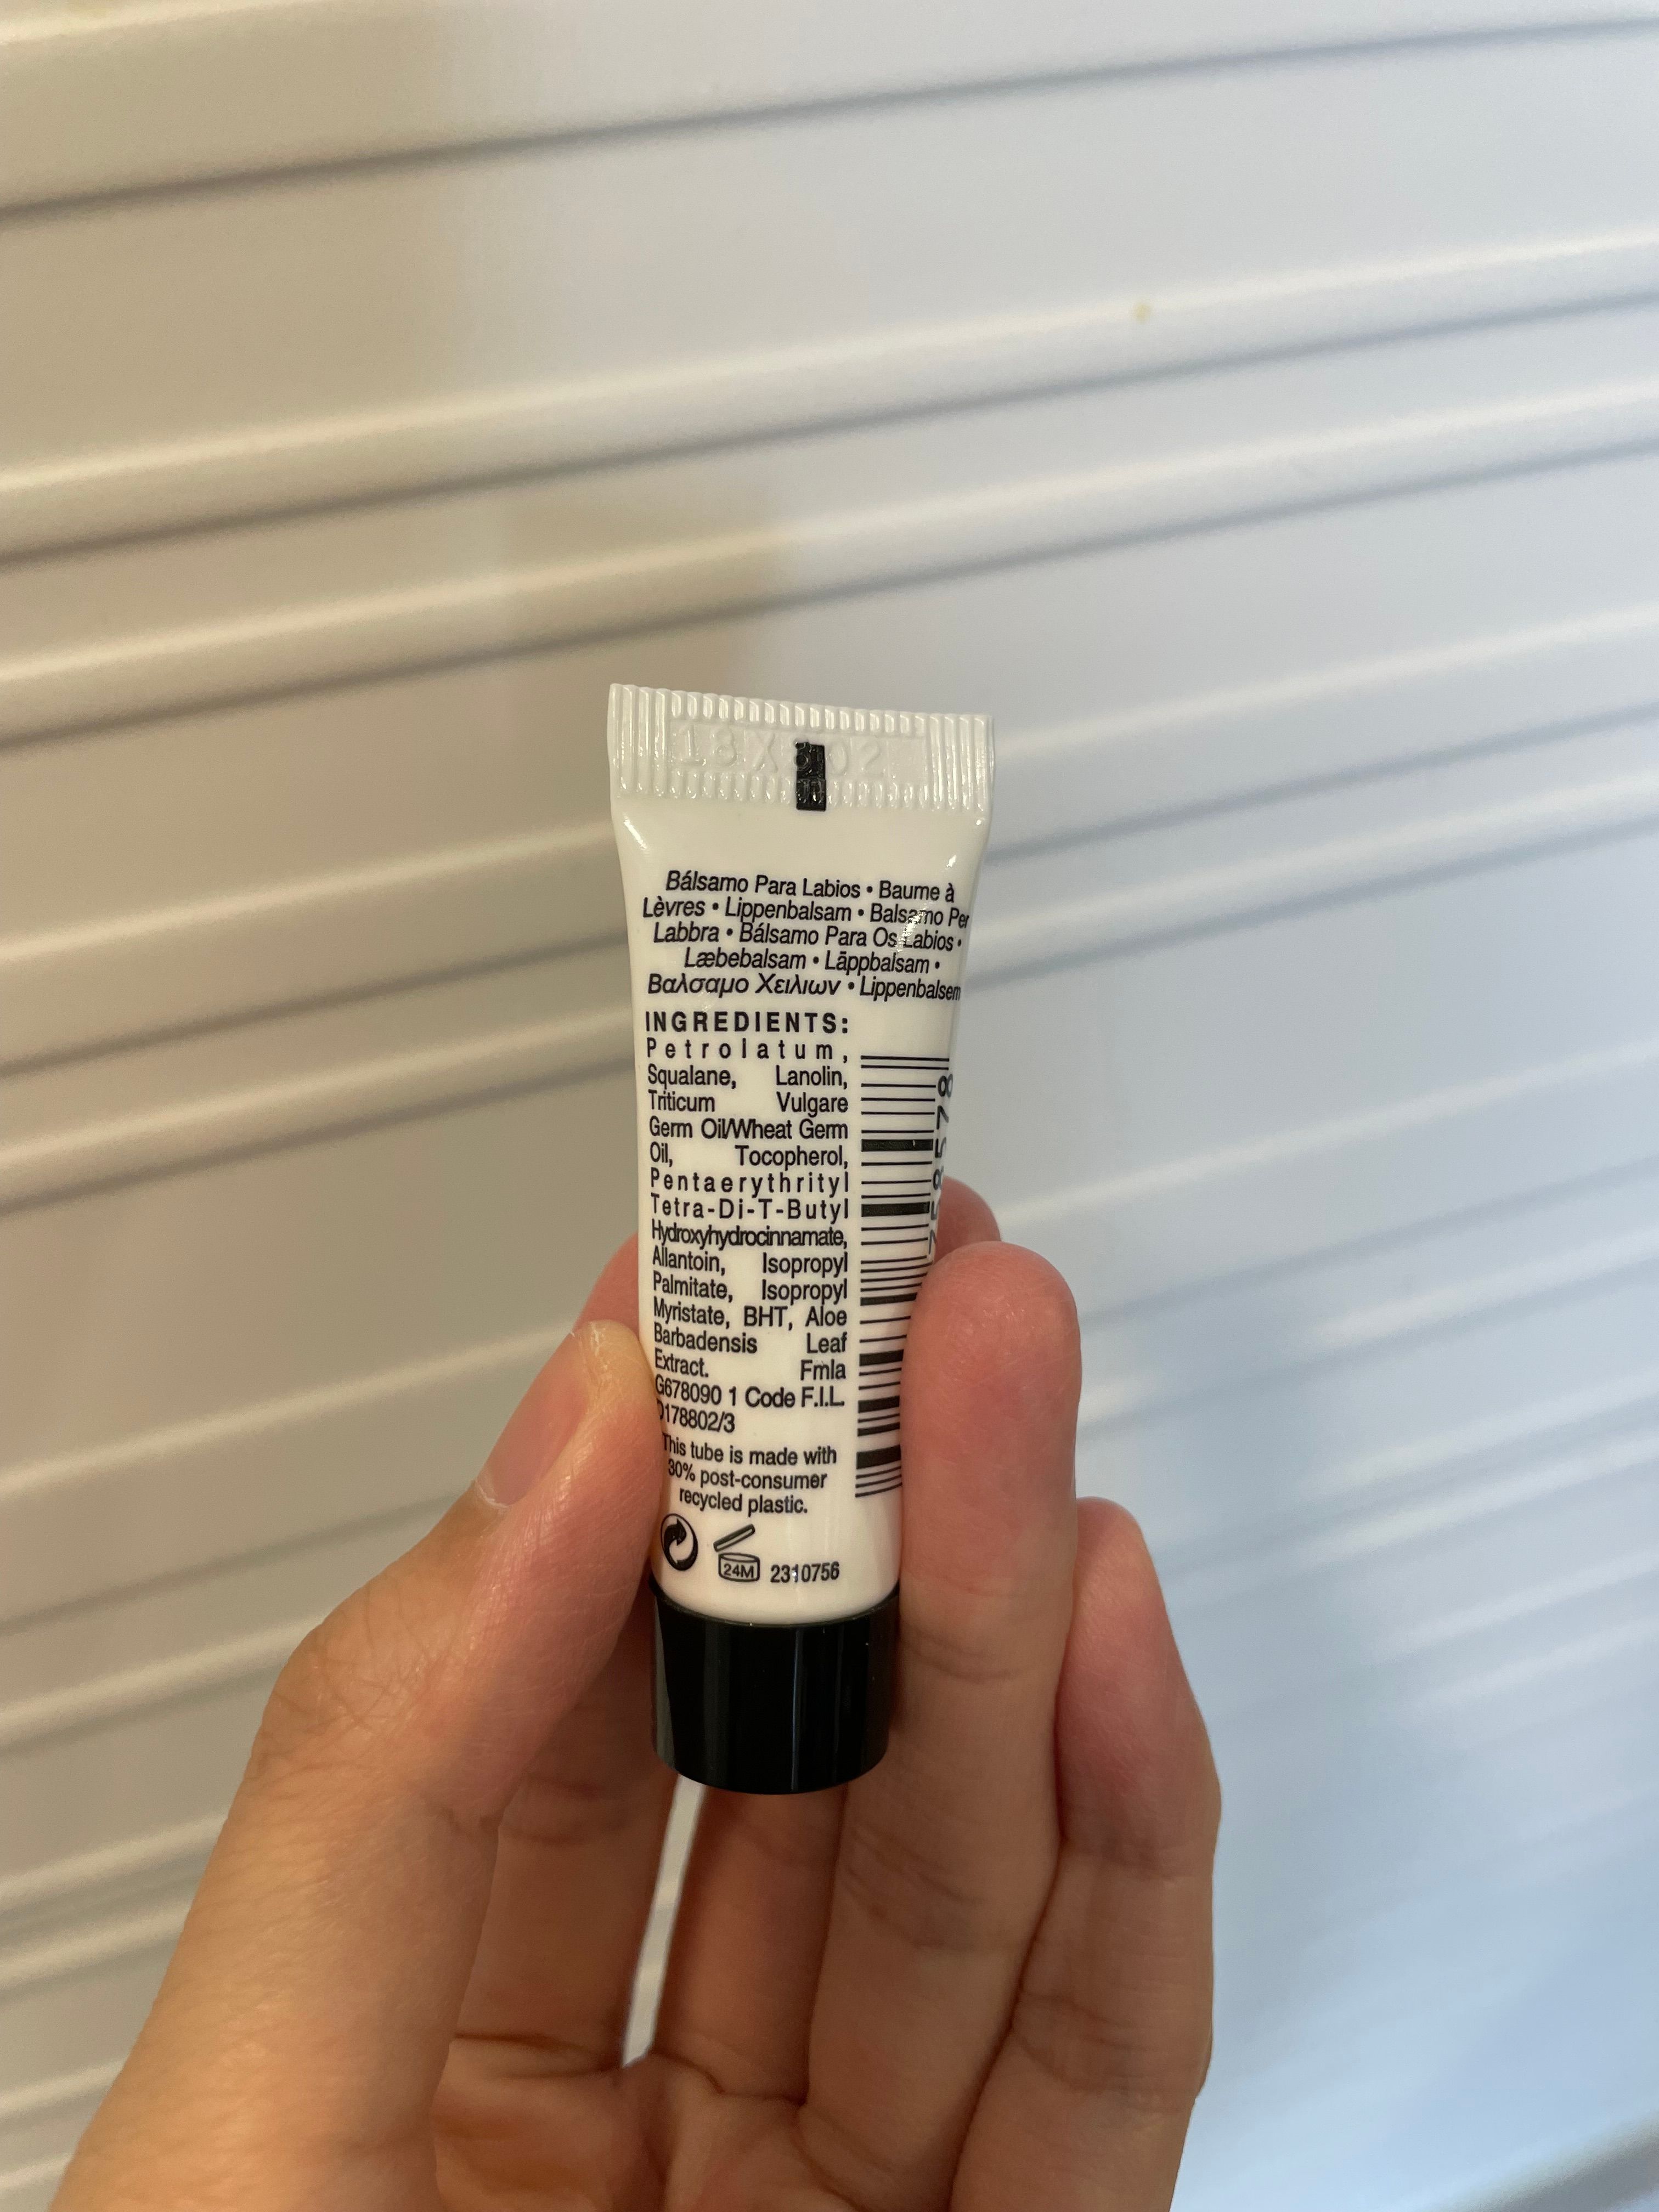 Bálsamo Para Labios • Baume à
Lèvres • Lippenbalsam • Balsamo Per
Labbra • Bálsamo Para Os Labios •
Læbebalsam • Läppbalsam •
Βαλσαμο Χειλιων • Lippenbalsem
INGREDIENTS:
Petrolatum,
Squalane, Lanolin,
Triticum Vulgare
Germ Oil/Wheat Germ
Oil, Tocopherol,
Pentaerythrityl
Tetra-Di-T-Butyl
Hydroxyhydrocinnamate,
Allantoin, Isopropyl
Palmitate, Isopropyl
Myristate, BHT, Aloe
Barbadensis Leaf
Extract. Fmla
G678090 1 Code F.I.L.
D178802/3
This tube is made with
30% post-consumer
recycled plastic.
24M 2310756